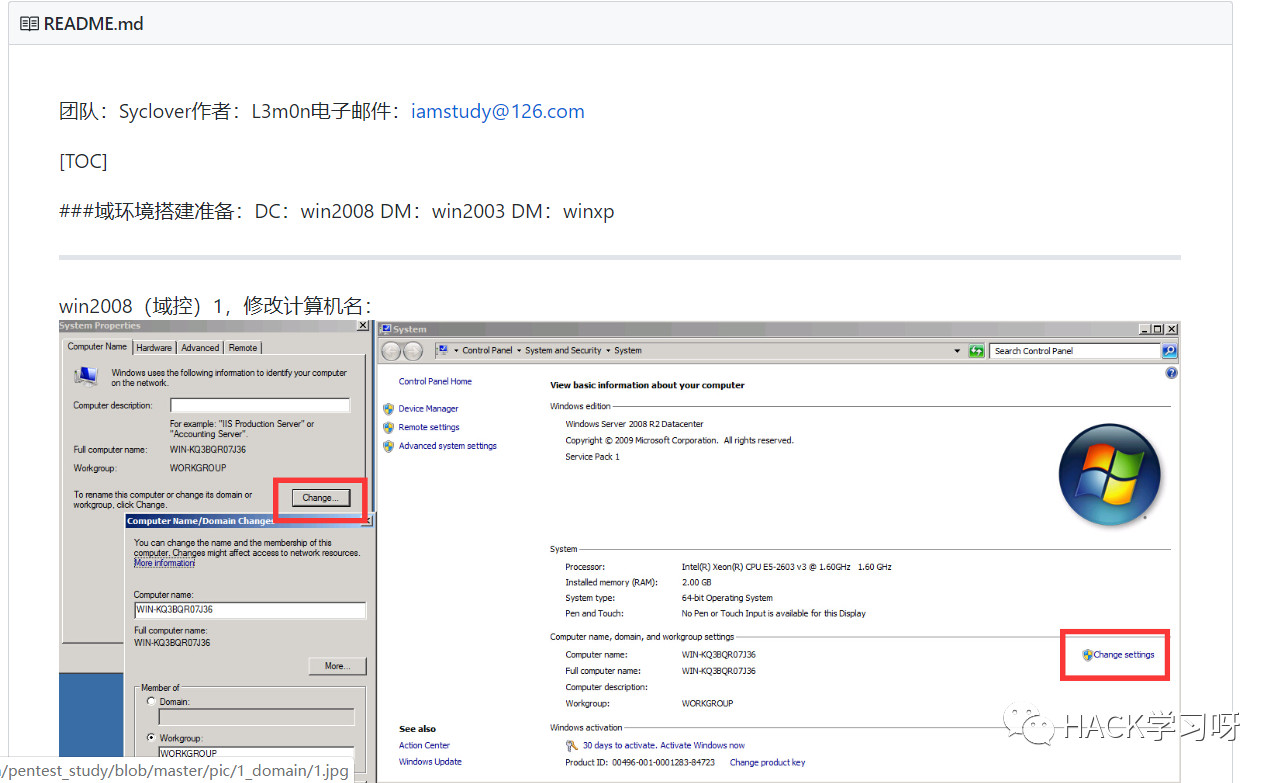 README.md
团队：Syclover作者：L3m0n电子邮件：iamstudy@126.com
[TOC]
###域环境搭建准备：DC：win2008 DM：win2003 DM：winxp
win2008（域控）1，修改计算机名：
System Properties
Computer Name Hardware Advanced Remote
Windows uses the following information to identify your computer
on the network.
Computer description:
For example: "IIS Production Server" or
"Accounting Server".
Full computer name: WIN-KQ3BQR07J36
Workgroup: WORKGROUP
To rename this computer or change its domain or
workgroup, click Change.
Change...
Computer Name/Domain Changes
You can change the name and the membership of this
computer. Changes might affect access to network resources.
More information
Computer name:
WIN-KQ3BQR07J36
Full computer name:
WIN-KQ3BQR07J36
More...
Member of
Domain:
Workgroup:
WORKGROUP
System
Control Panel System and Security System
Search Control Panel
Control Panel Home
Device Manager
Remote settings
Advanced system settings
View basic information about your computer
Windows edition
Windows Server 2008 R2 Datacenter
Copyright © 2009 Microsoft Corporation. All rights reserved.
Service Pack 1
System
Processor: Intel(R) Xeon(R) CPU E5-2603 v3 @ 1.60GHz 1.60 GHz
Installed memory (RAM): 2.00 GB
System type: 64-bit Operating System
Pen and Touch: No Pen or Touch Input is available for this Display
Computer name, domain, and workgroup settings
Computer name: WIN-KQ3BQR07J36
Change settings
Full computer name: WIN-KQ3BQR07J36
Computer description:
Workgroup: WORKGROUP
Windows activation
30 days to activate. Activate Windows now
Product ID: 00496-001-0001283-84723 Change product key
See also
Action Center
Windows Update
HACK学习呀
/pentest_study/blob/master/pic/1_domain/1.jpg